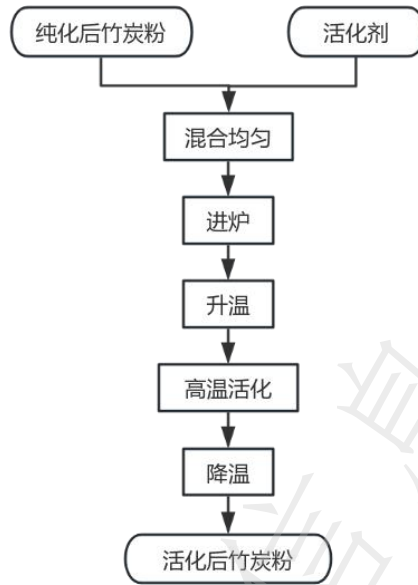 纯化后竹炭粉
活化剂
混合均匀
进炉
升温
高温活化
降温
活化后竹炭粉